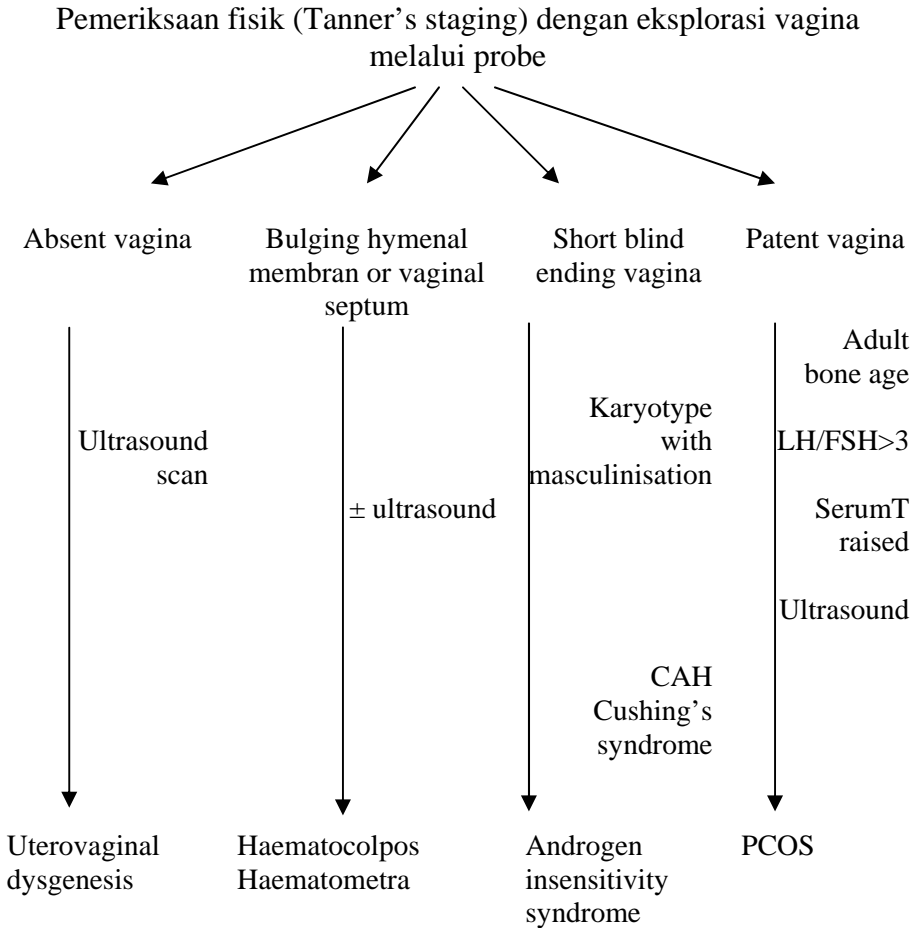 Pemeriksaan fisik (Tanner’s staging) dengan eksplorasi vagina
melalui probe
Absent vagina
Bulging hymenal
membran or vaginal
septum
Short blind
ending vagina
Patent vagina
Ultrasound
scan
± ultrasound
Karyotype
with
masculinisation
CAH
Cushing’s
syndrome
Adult
bone age
LH/FSH>3
SerumT
raised
Ultrasound
Uterovaginal
dysgenesis
Haematocolpos
Haematometra
Androgen
insensitivity
syndrome
PCOS